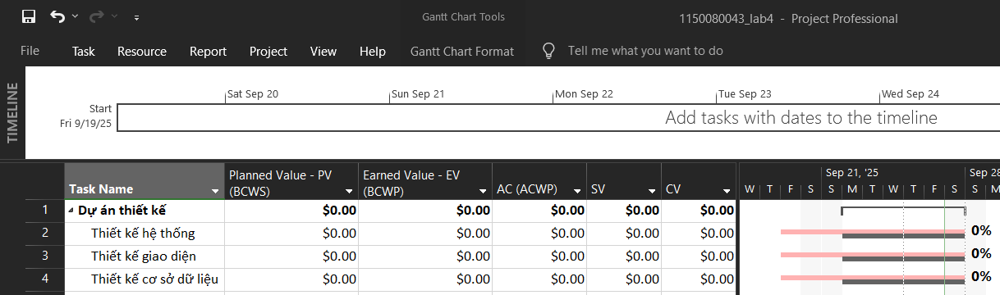 Gantt Chart Tools
1150080043_lab4 - Project Professional
File Task Resource Report Project View Help Gantt Chart Format Tell me what you want to do
TIMELINE
Sat Sep 20 Sun Sep 21 Mon Sep 22 Tue Sep 23 Wed Sep 24
Start
Fri 9/19/25
Add tasks with dates to the timeline
Task Name Planned Value - PV (BCWS) Earned Value - EV (BCWP) AC (ACWP) SV CV
Sep 21, '25 Sep 28
W T F S S M T W T F S S M
1 Dự án thiết kế $0.00 $0.00 $0.00 $0.00 $0.00
2 Thiết kế hệ thống $0.00 $0.00 $0.00 $0.00 $0.00 0%
3 Thiết kế giao diện $0.00 $0.00 $0.00 $0.00 $0.00 0%
4 Thiết kế cơ sở dữ liệu $0.00 $0.00 $0.00 $0.00 $0.00 0%